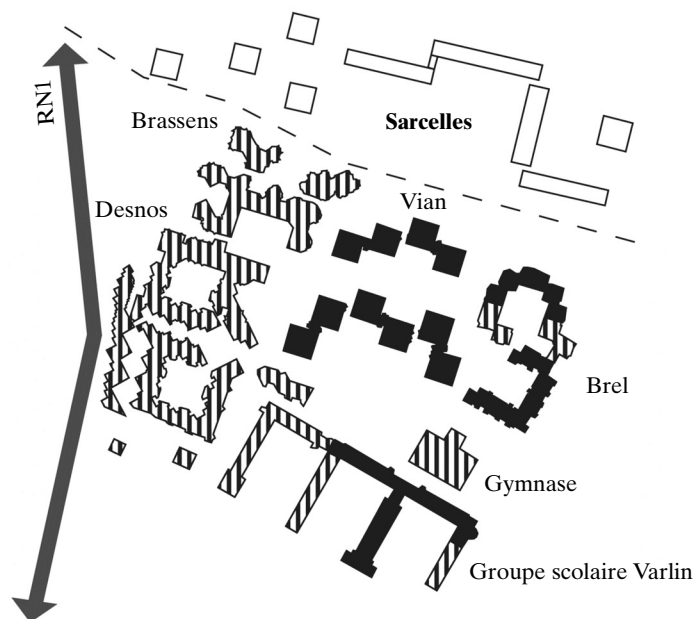 RN1
Brassens
Sarcelles
Desnos
Vian
Brel
Gymnase
Groupe scolaire Varlin